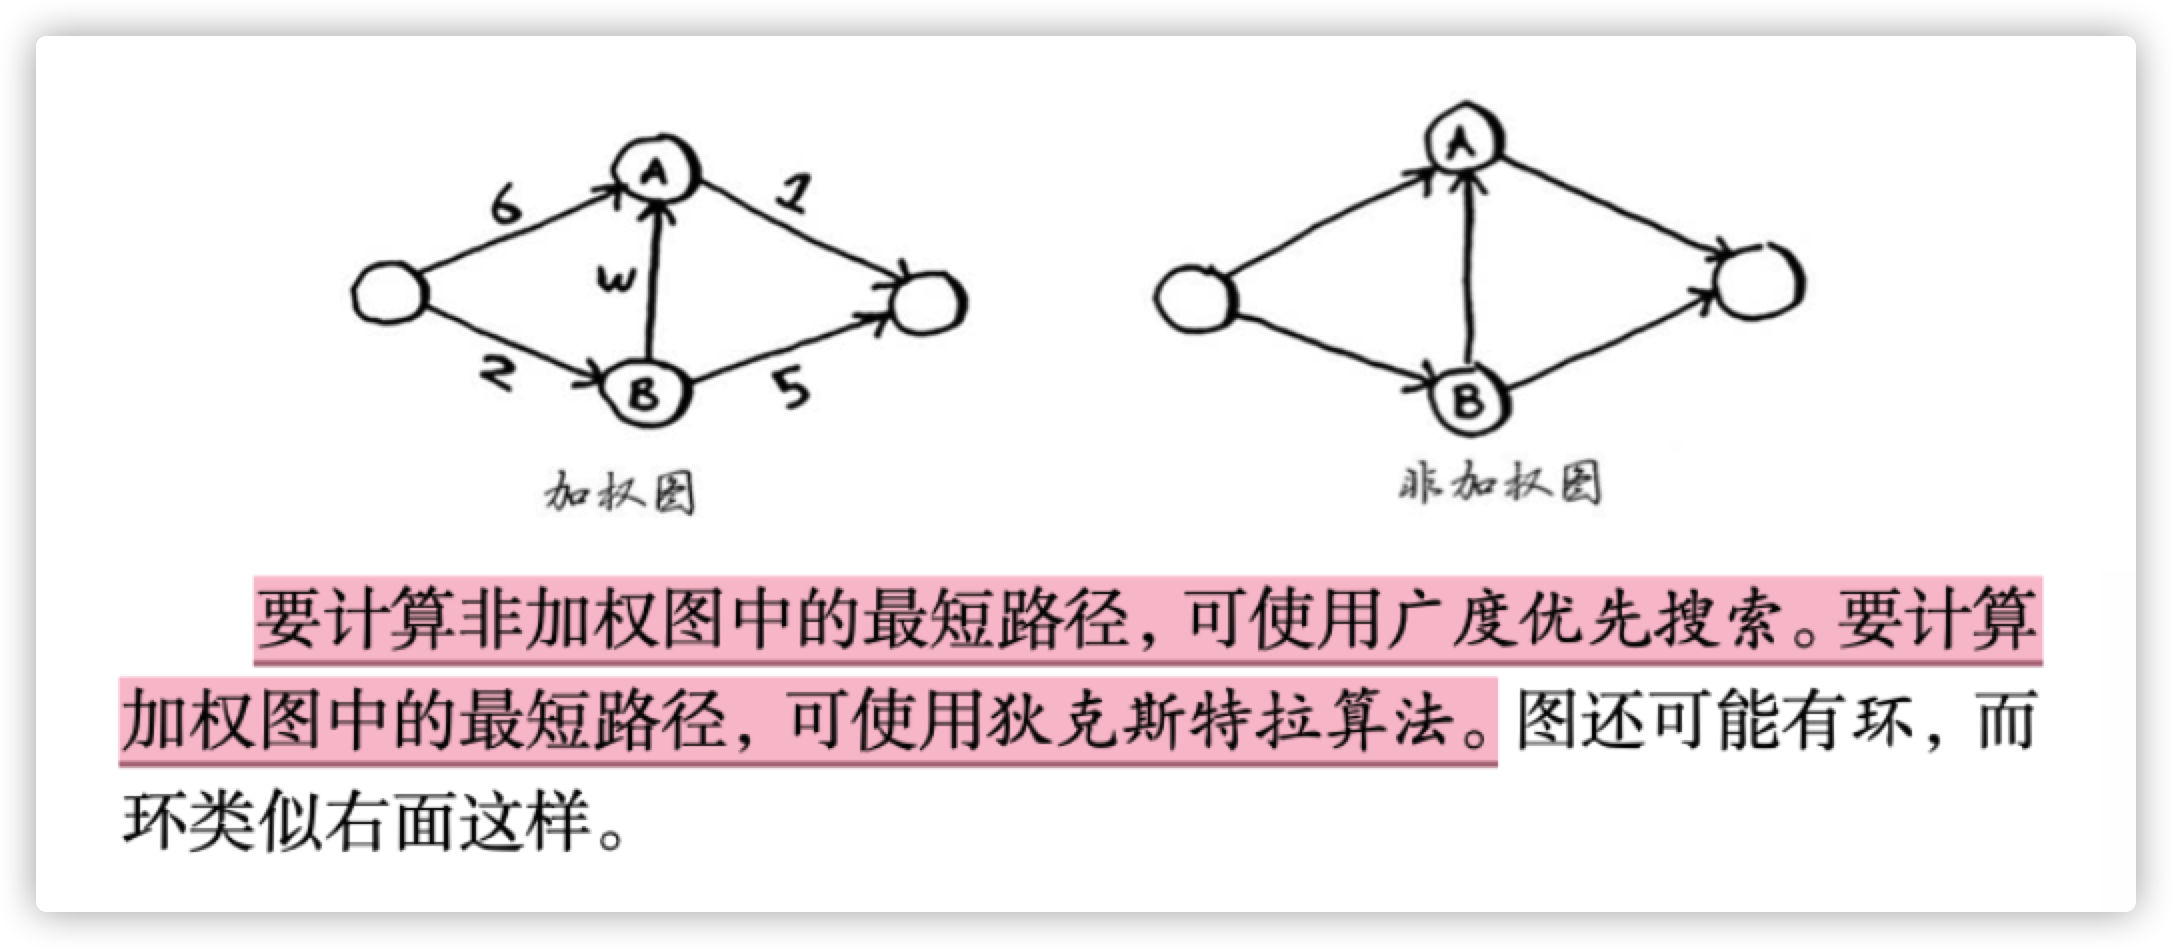 A
A
6
1
w
2
B
5
B
加权图
非加权图
要计算非加权图中的最短路径，可使用广度优先搜索。要计算
加权图中的最短路径，可使用狄克斯特拉算法。图还可能有环，而
环类似右面这样。